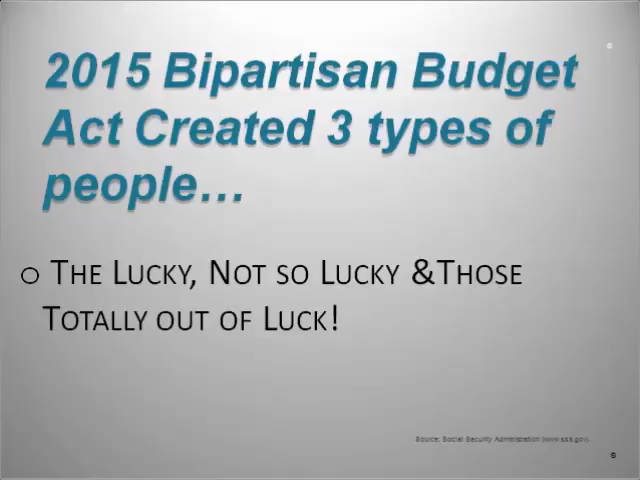 2015 Bipartisan Budget
Act Created 3 types of
people…
o The Lucky, Not so Lucky &Those
Totally out of Luck!
Source: Social Security Administration (www.ssa.gov)